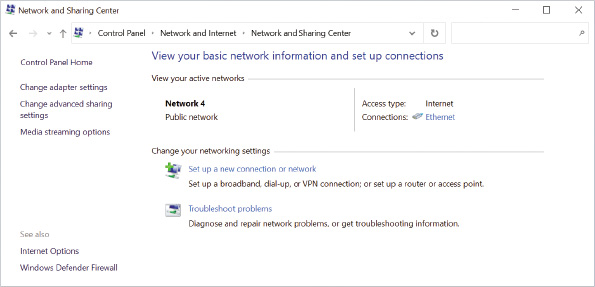 Network and Sharing Center
Control Panel > Network and Internet > Network and Sharing Center
Control Panel Home
Change adapter settings
Change advanced sharing
settings
Media streaming options
See also
Internet Options
Windows Defender Firewall
View your basic network information and set up connections
View your active networks
Network 4
Public network
Access type: Internet
Connections: Ethernet
Change your networking settings
Set up a new connection or network
Set up a broadband, dial-up, or VPN connection; or set up a router or access point.
Troubleshoot problems
Diagnose and repair network problems, or get troubleshooting information.